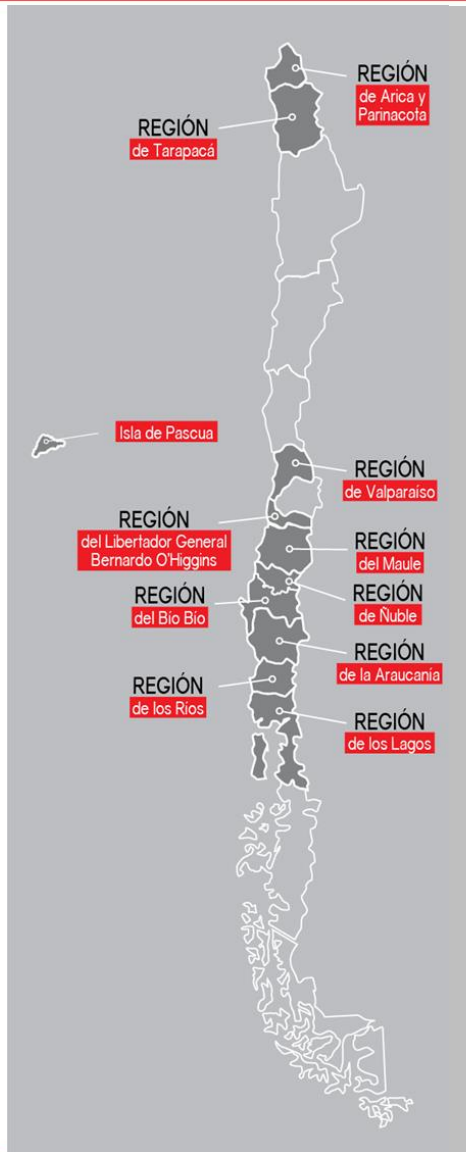 REGIÓN
de Arica y
Parinacota
REGIÓN
de Tarapacá
Isla de Pascua
REGIÓN
de Valparaíso
REGIÓN
del Libertador General
Bernardo O'Higgins
REGIÓN
del Maule
REGIÓN
de Ñuble
REGIÓN
del Bío Bío
REGIÓN
de la Araucanía
REGIÓN
de los Rios
REGIÓN
de los Lagos